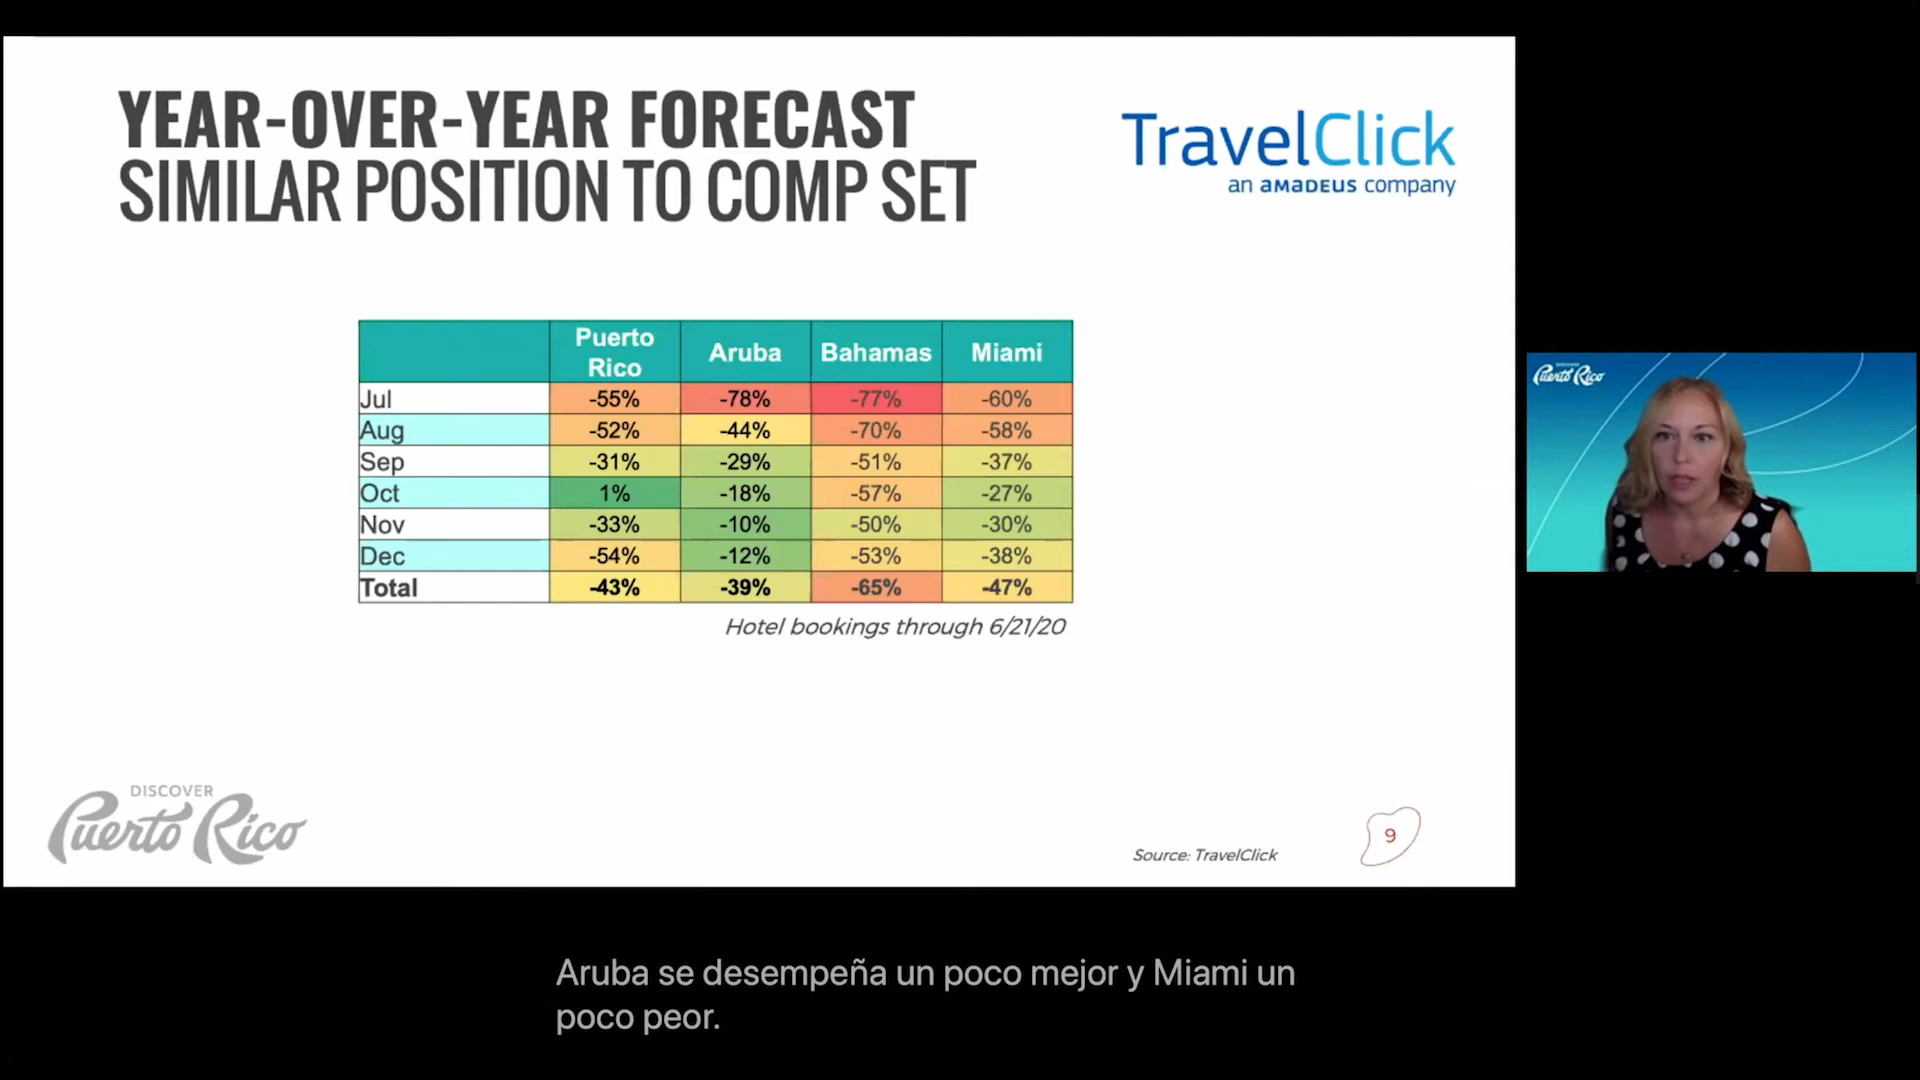 YEAR-OVER-YEAR FORECAST
SIMILAR POSITION TO COMP SET
TravelClick
an amadeus company
Puerto Rico Aruba Bahamas Miami
Jul -55% -78% -77% -60%
Aug -52% -44% -70% -58%
Sep -31% -29% -51% -37%
Oct 1% -18% -57% -27%
Nov -33% -10% -50% -30%
Dec -54% -12% -53% -38%
Total -43% -39% -65% -47%
Hotel bookings through 6/21/20
DISCOVER
Puerto Rico
Source: TravelClick
9
DISCOVER
Puerto Rico
Aruba se desempeña un poco mejor y Miami un
poco peor.